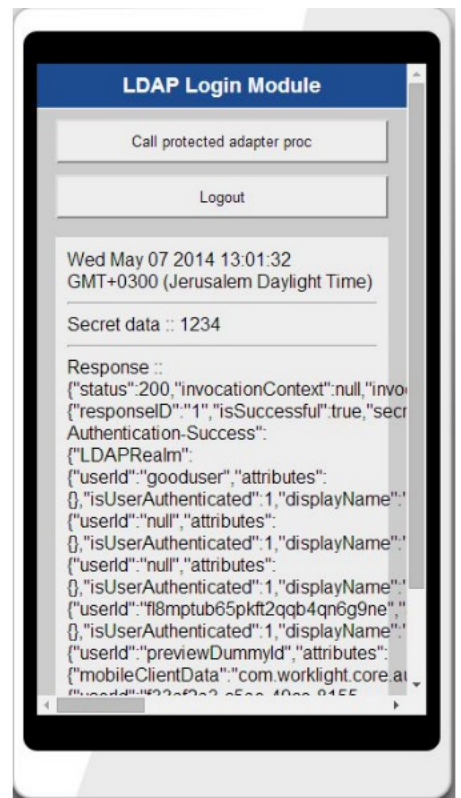 LDAP Login Module
Call protected adapter proc
Logout
Wed May 07 2014 13:01:32
GMT+0300 (Jerusalem Daylight Time)
Secret data :: 1234
Response ::
{"status":200,"invocationContext":null,"invo
{"responseID":"1","isSuccessful":true,"secr
Authentication-Success":
{"LDAPRealm":
{"userId":"gooduser","attributes":
{},"isUserAuthenticated":1,"displayName":"
{"userId":"null","attributes":
{},"isUserAuthenticated":1,"displayName":"
{"userId":"null","attributes":
{},"isUserAuthenticated":1,"displayName":"
{"userId":"fl8mptub65pkft2qqb4qn6g9ne","
{},"isUserAuthenticated":1,"displayName":"
{"userId":"previewDummyId","attributes":
{"mobileClientData":"com.worklight.core.au